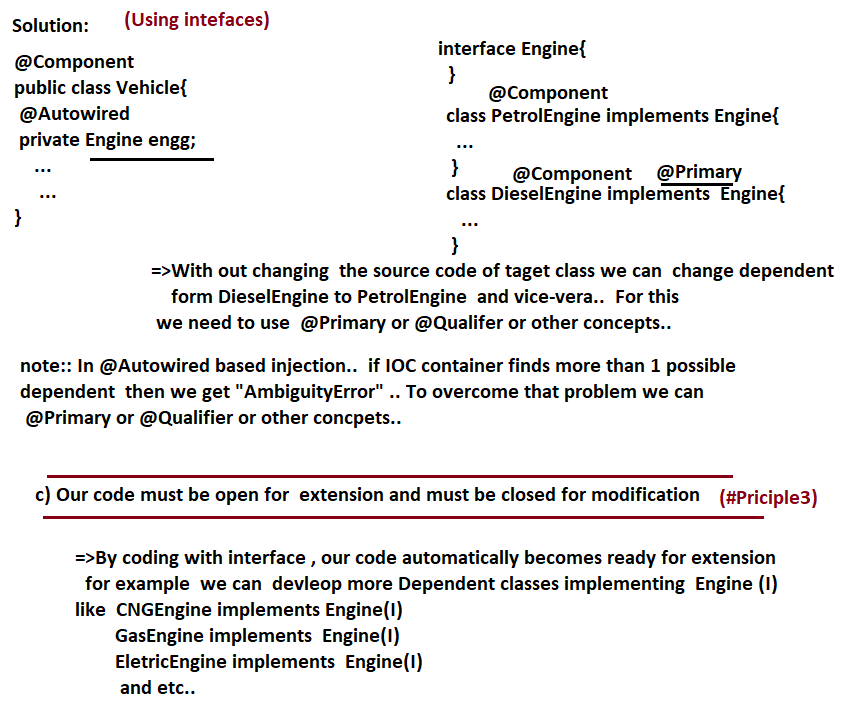 Solution: (Using intefaces)
@Component
public class Vehicle{
@Autowired
private Engine engg;
...
...
}
interface Engine{
}
@Component
class PetrolEngine implements Engine{
...
}
@Component @Primary
class DieselEngine implements Engine{
...
}
=>With out changing the source code of taget class we can change dependent
form DieselEngine to PetrolEngine and vice-vera.. For this
we need to use @Primary or @Qualifer or other concepts..
note:: In @Autowired based injection.. if IOC container finds more than 1 possible
dependent then we get "AmbiguityError" .. To overcome that problem we can
@Primary or @Qualifier or other concpets..
c) Our code must be open for extension and must be closed for modification (#Priciple3)
=>By coding with interface , our code automatically becomes ready for extension
for example we can devleop more Dependent classes implementing Engine (I)
like CNGEngine implements Engine(I)
GasEngine implements Engine(I)
EletricEngine implements Engine(I)
and etc..